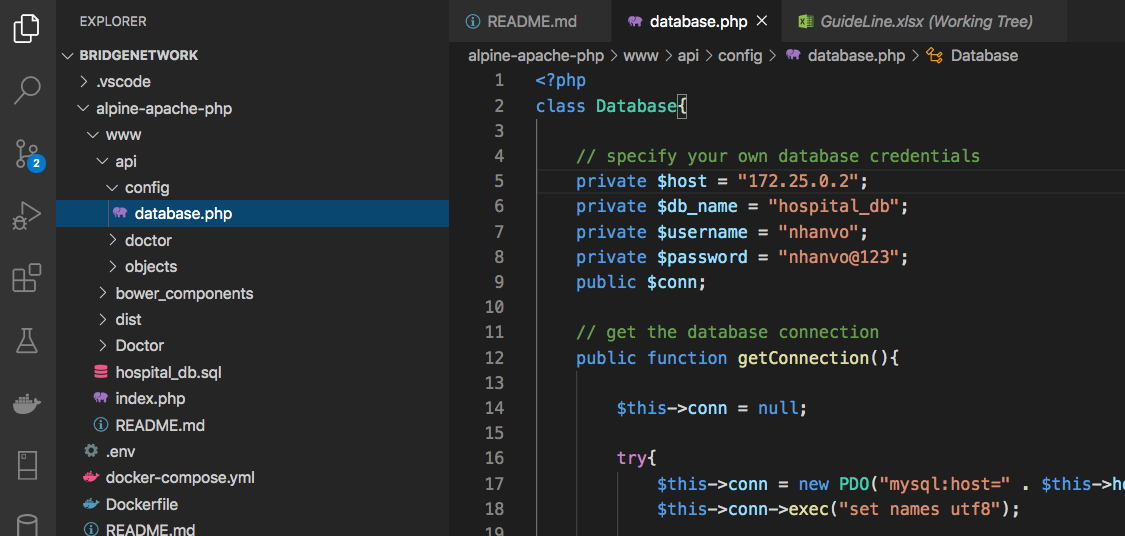 EXPLORER
BRIDGENETWORK
.vscode
alpine-apache-php
www
api
config
database.php
doctor
objects
bower_components
dist
Doctor
hospital_db.sql
index.php
README.md
.env
docker-compose.yml
Dockerfile
README.md
2
README.md
database.php
GuideLine.xlsx (Working Tree)
alpine-apache-php > www > api > config > database.php > Database
1 <?php
2 class Database{
3
4 // specify your own database credentials
5 private $host = "172.25.0.2";
6 private $db_name = "hospital_db";
7 private $username = "nhanvo";
8 private $password = "nhanvo@123";
9 public $conn;
10
11 // get the database connection
12 public function getConnection(){
13
14 $this->conn = null;
15
16 try{
17 $this->conn = new PDO("mysql:host=" . $this->h
18 $this->conn->exec("set names utf8");
19